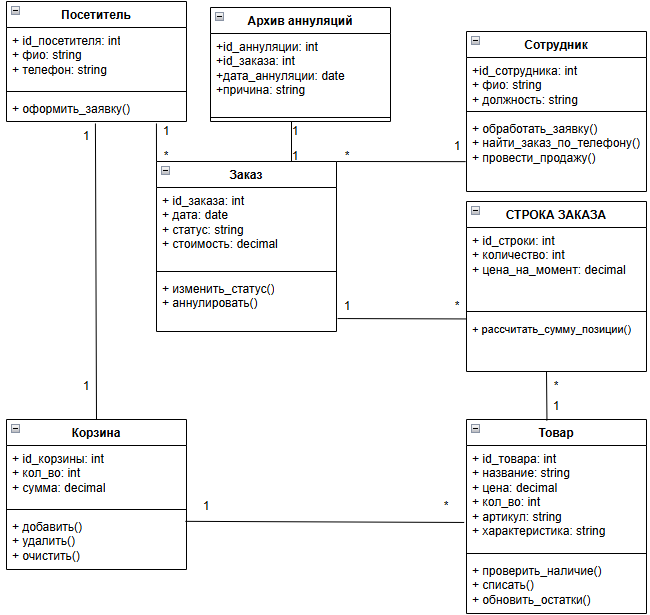 Посетитель
+ id_посетителя: int
+ фио: string
+ телефон: string
+ оформить_заявку()
Архив аннуляций
+id_аннуляции: int
+id_заказа: int
+дата_аннуляции: date
+причина: string
Сотрудник
+id_сотрудника: int
+ фио: string
+ должность: string
+ обработать_заявку()
+ найти_заказ_по_телефону()
+ провести_продажу()
1
1
*
1
1
*
1
Заказ
+ id_заказа: int
+ дата: date
+ статус: string
+ стоимость: decimal
+ изменить_статус()
+ аннулировать()
СТРОКА ЗАКАЗА
+ id_строки: int
+ количество: int
+ цена_на_момент: decimal
+ рассчитать_сумму_позиции()
1
*
1
*
1
Корзина
+ id_корзины: int
+ кол_во: int
+ сумма: decimal
+ добавить()
+ удалить()
+ очистить()
1
*
Товар
+ id_товара: int
+ название: string
+ цена: decimal
+ кол_во: int
+ артикул: string
+ характеристика: string
+ проверить_наличие()
+ списать()
+ обновить_остатки()